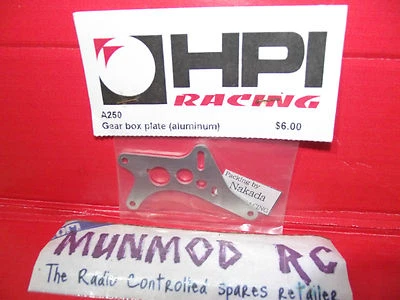 HPI
RACING
A250
Gear box plate (aluminum) $6.00
Packing by
Nakada
RACING
MUNMOD RC
The Radio Controlled spares retailer